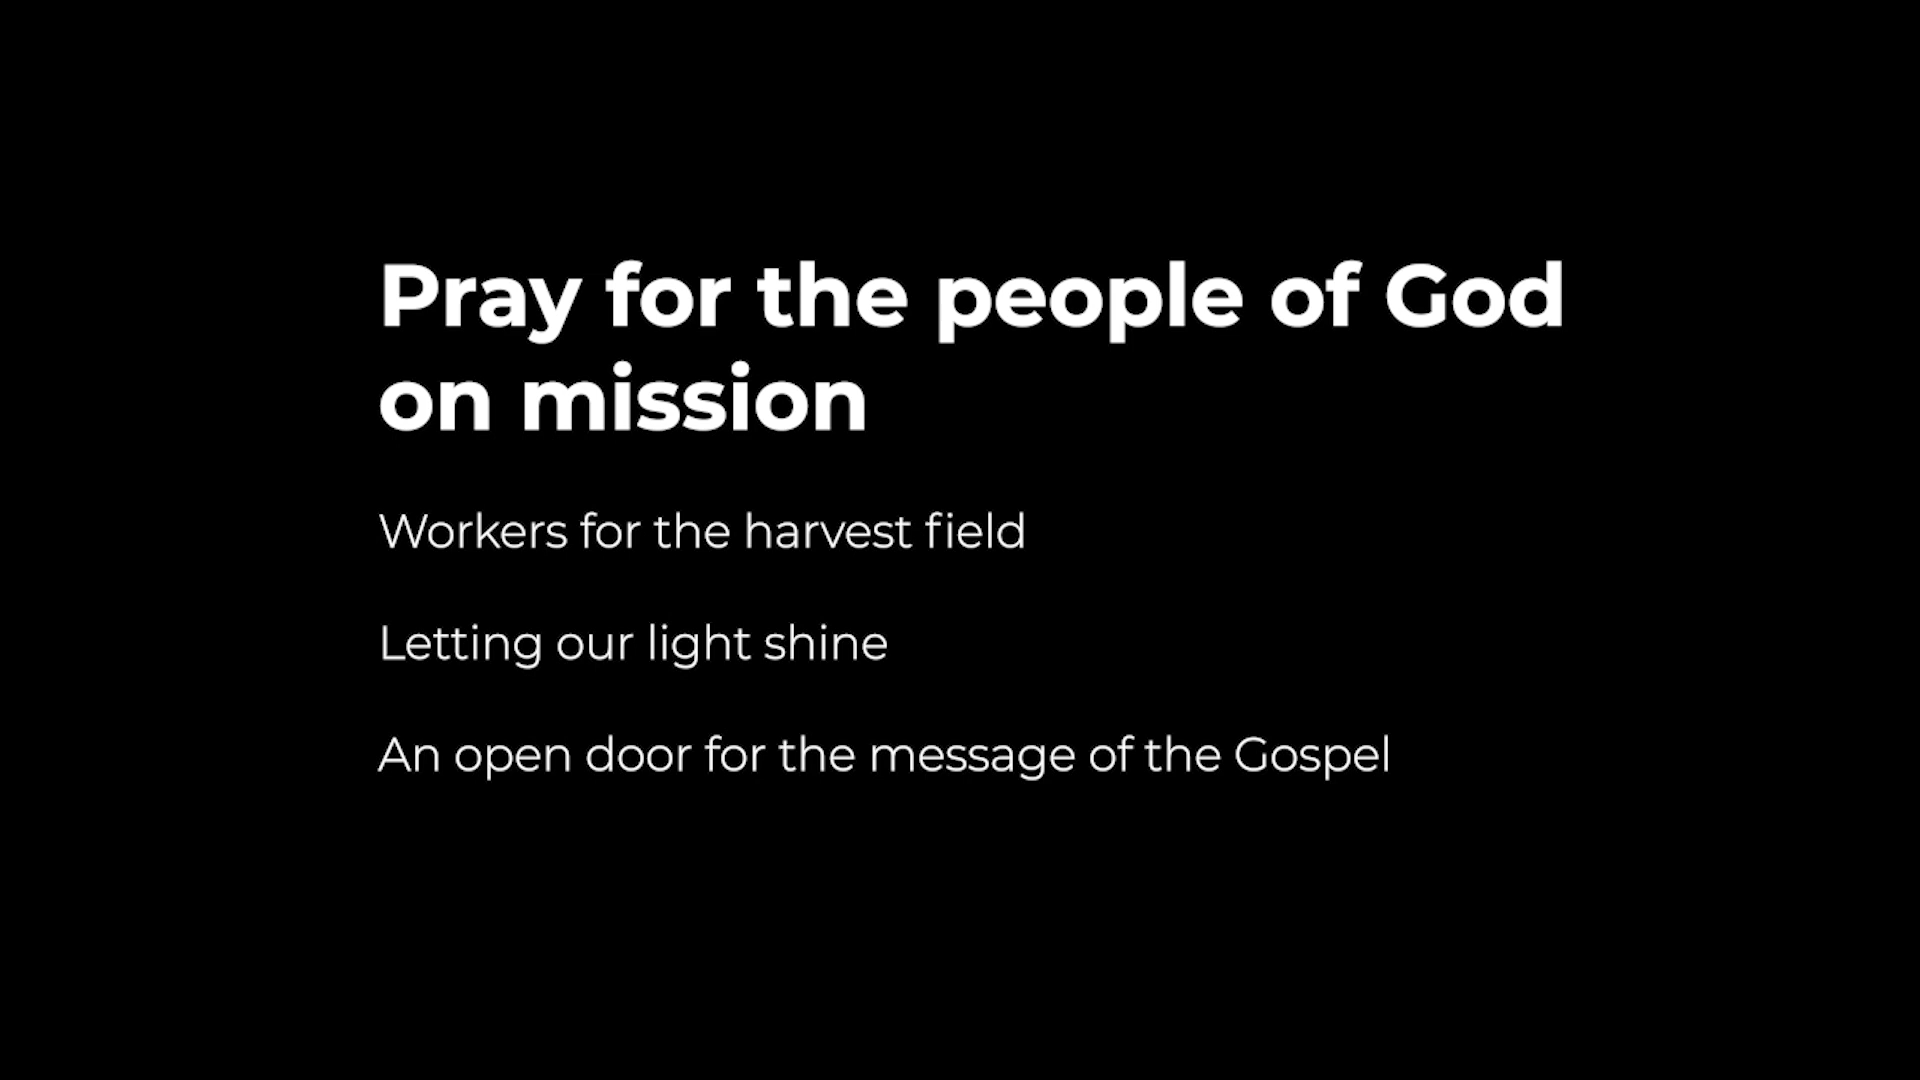 Pray for the people of God
on mission
Workers for the harvest field
Letting our light shine
An open door for the message of the Gospel